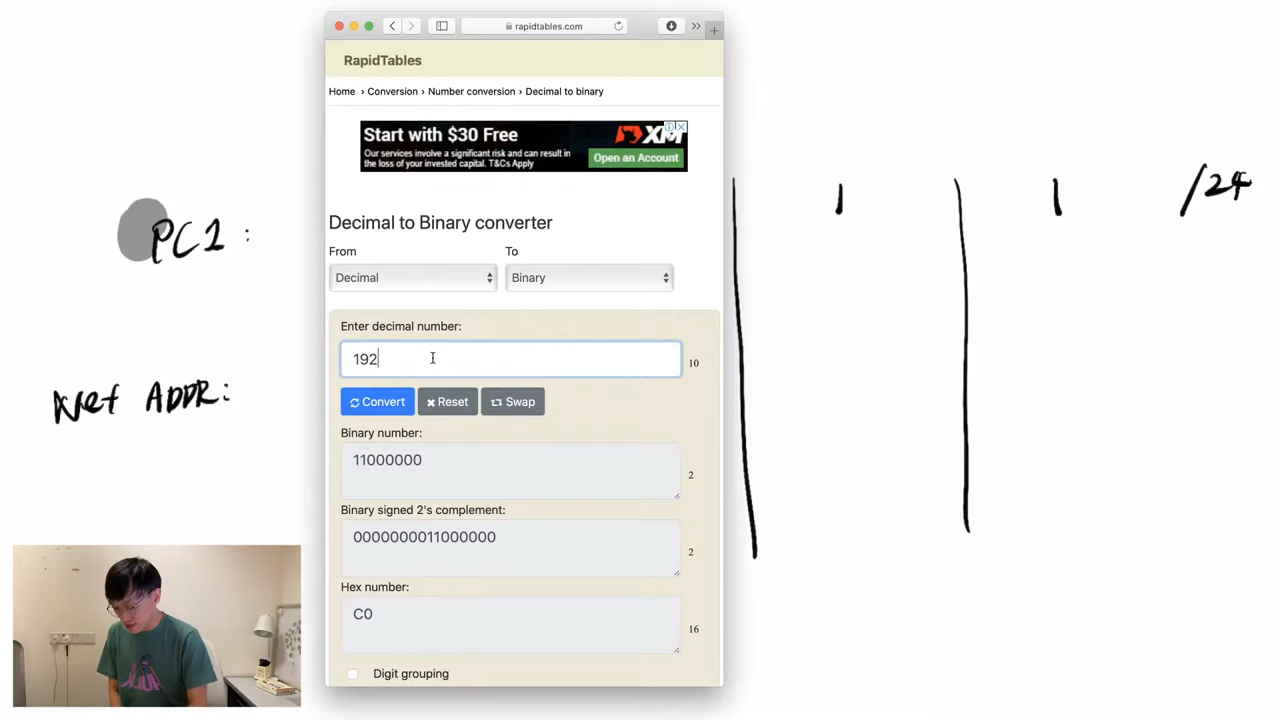 rapidtables.com
RapidTables
Home › Conversion › Number conversion › Decimal to binary
Start with $30 Free
Our services involve a significant risk and can result in the loss of your invested capital. T&Cs Apply
XM
Open an Account
Decimal to Binary converter
From To
Decimal Binary
Enter decimal number:
192 10
Convert Reset Swap
Binary number:
11000000 2
Binary signed 2's complement:
0000000011000000 2
Hex number:
C0 16
Digit grouping
PC1 :
1 1 /24
Net ADDR: